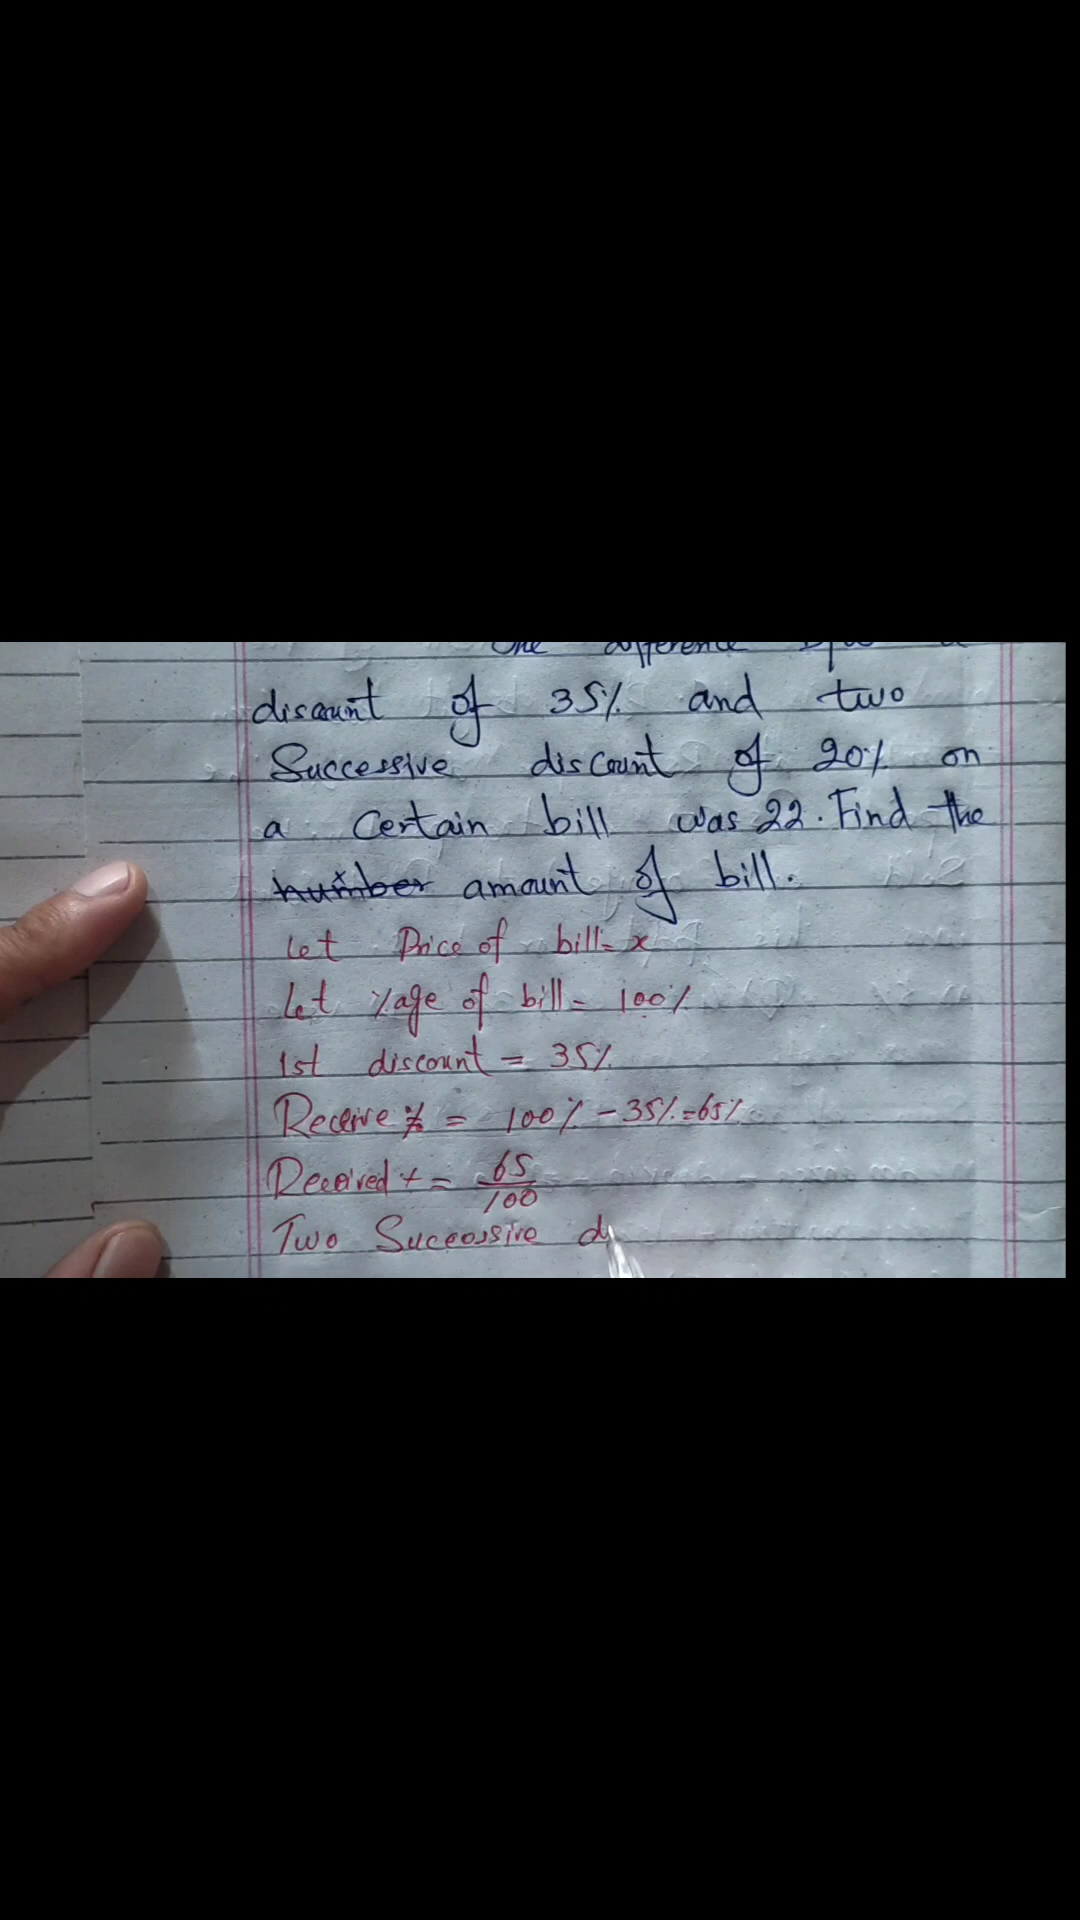 The difference
discount of 35% and two
Successive discount of 20% on
a certain bill was 22. Find the
number amount of bill.
Let Price of bill = x
Let %age of bill = 100%
1st discount = 35%
Receive % = 100% - 35% = 65%
Received + = 65/100
Two Successive d